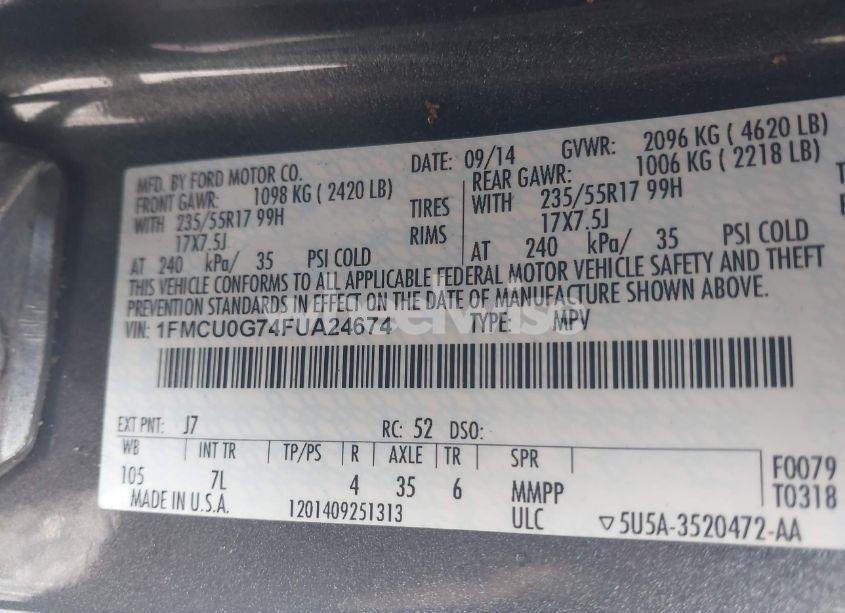 MFD. BY FORD MOTOR CO. DATE: 09/14 GVWR: 2096 KG ( 4620 LB)
FRONT GAWR: 1098 KG ( 2420 LB) REAR GAWR: 1006 KG ( 2218 LB)
WITH 235/55R17 99H TIRES WITH 235/55R17 99H
17X7.5J RIMS 17X7.5J
AT 240 kPa/ 35 PSI COLD AT 240 kPa/ 35 PSI COLD
THIS VEHICLE CONFORMS TO ALL APPLICABLE FEDERAL MOTOR VEHICLE SAFETY AND THEFT
PREVENTION STANDARDS IN EFFECT ON THE DATE OF MANUFACTURE SHOWN ABOVE.
VIN: 1FMCU0G74FUA24674 TYPE: MPV
EXT PNT: J7 RC: 52 DSO:
WB INT TR TP/PS R AXLE TR SPR
105 7L 4 35 6 MMPP
F0079
T0318
MADE IN U.S.A. 1201409251313 ULC ▽5U5A-3520472-AA